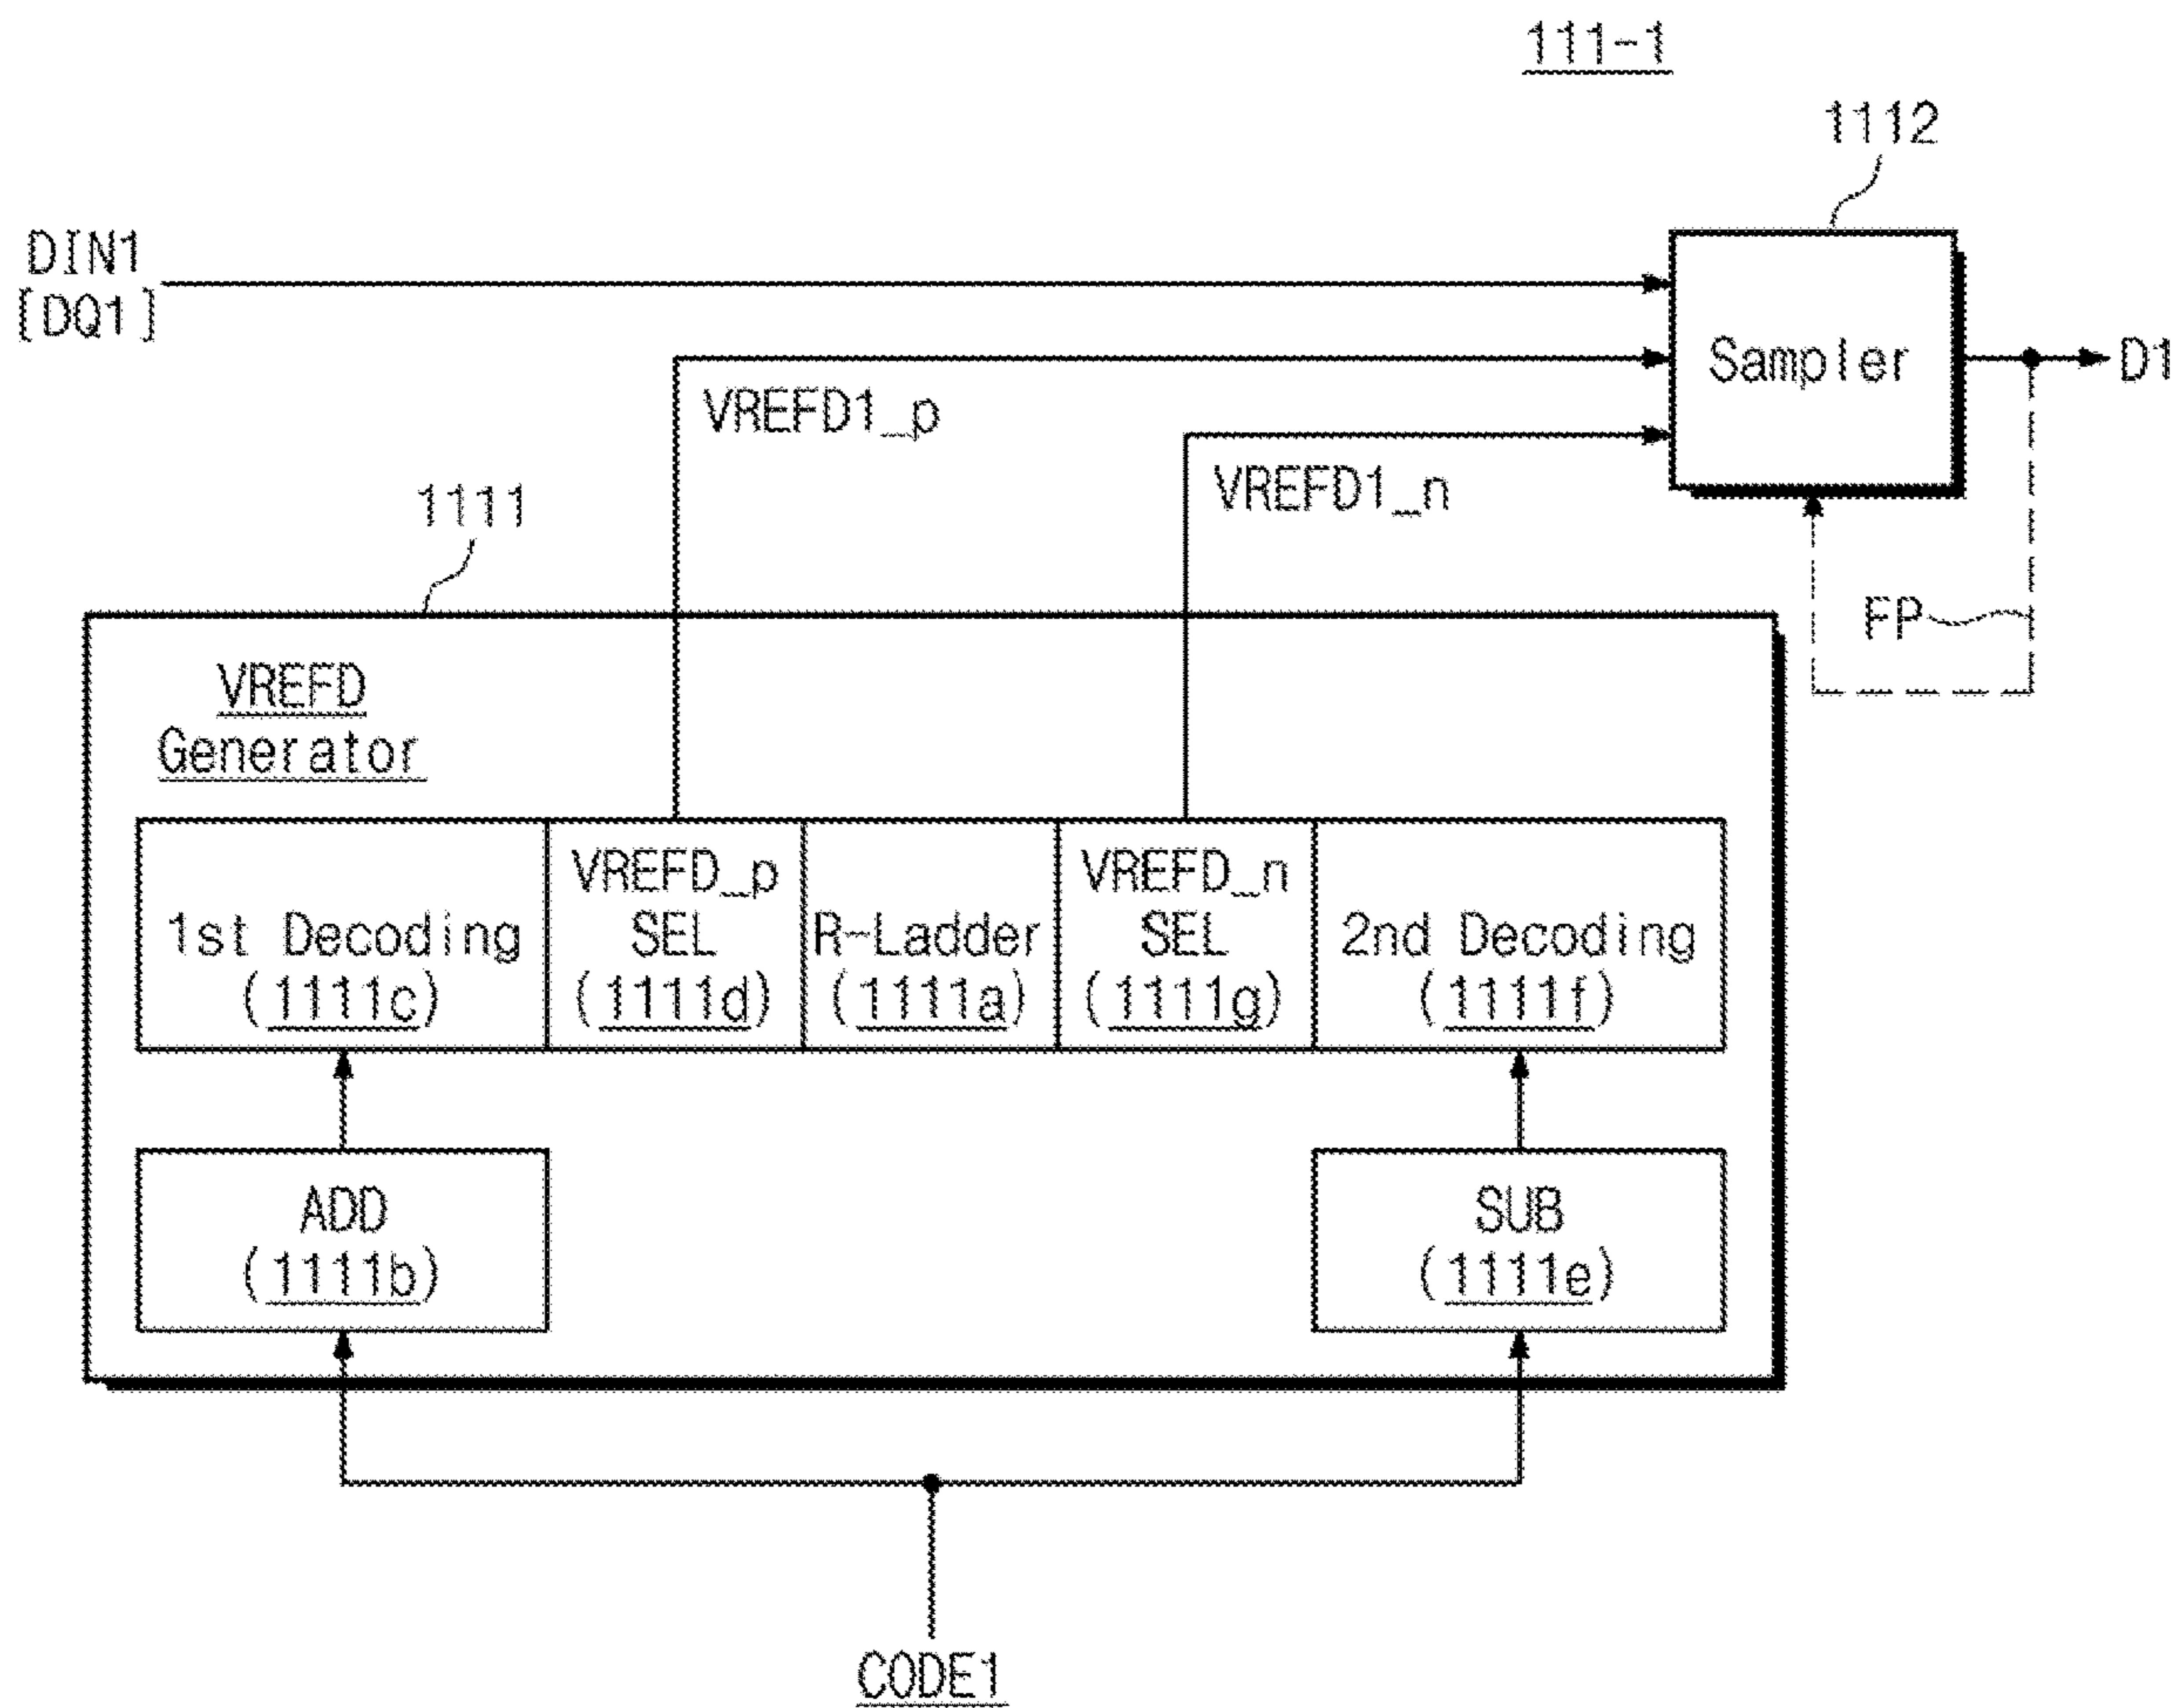 111-1
1112
DIN1
[DQ1]
Sampler
D1
VREFD1_p
VREFD1_n
1111
FP
VREFD
Generator
1st Decoding
(1111c)
VREFD_p
SEL
(1111d)
R-Ladder
(1111a)
VREFD_n
SEL
(1111g)
2nd Decoding
(1111f)
ADD
(1111b)
SUB
(1111e)
CODE1